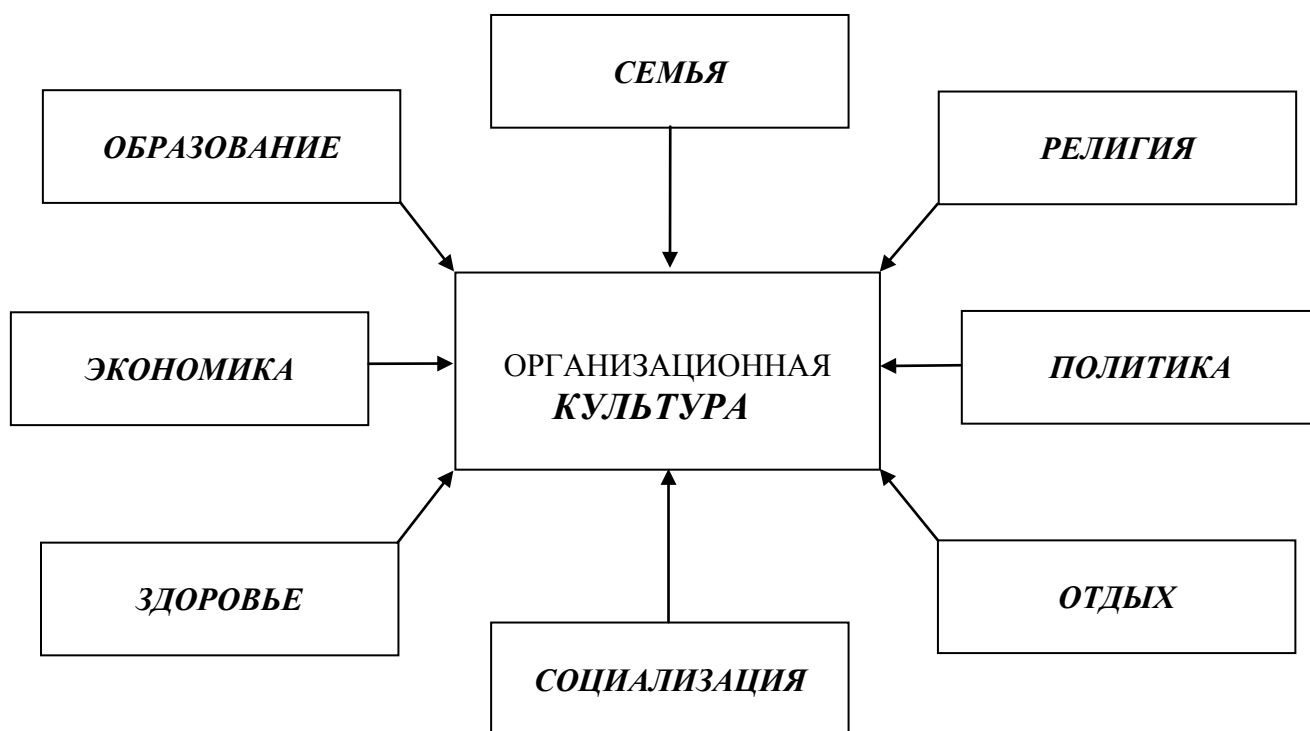 СЕМЬЯ
ОБРАЗОВАНИЕ
РЕЛИГИЯ
ЭКОНОМИКА
ОРГАНИЗАЦИОННАЯ
КУЛЬТУРА
ПОЛИТИКА
ЗДОРОВЬЕ
ОТДЫХ
СОЦИАЛИЗАЦИЯ